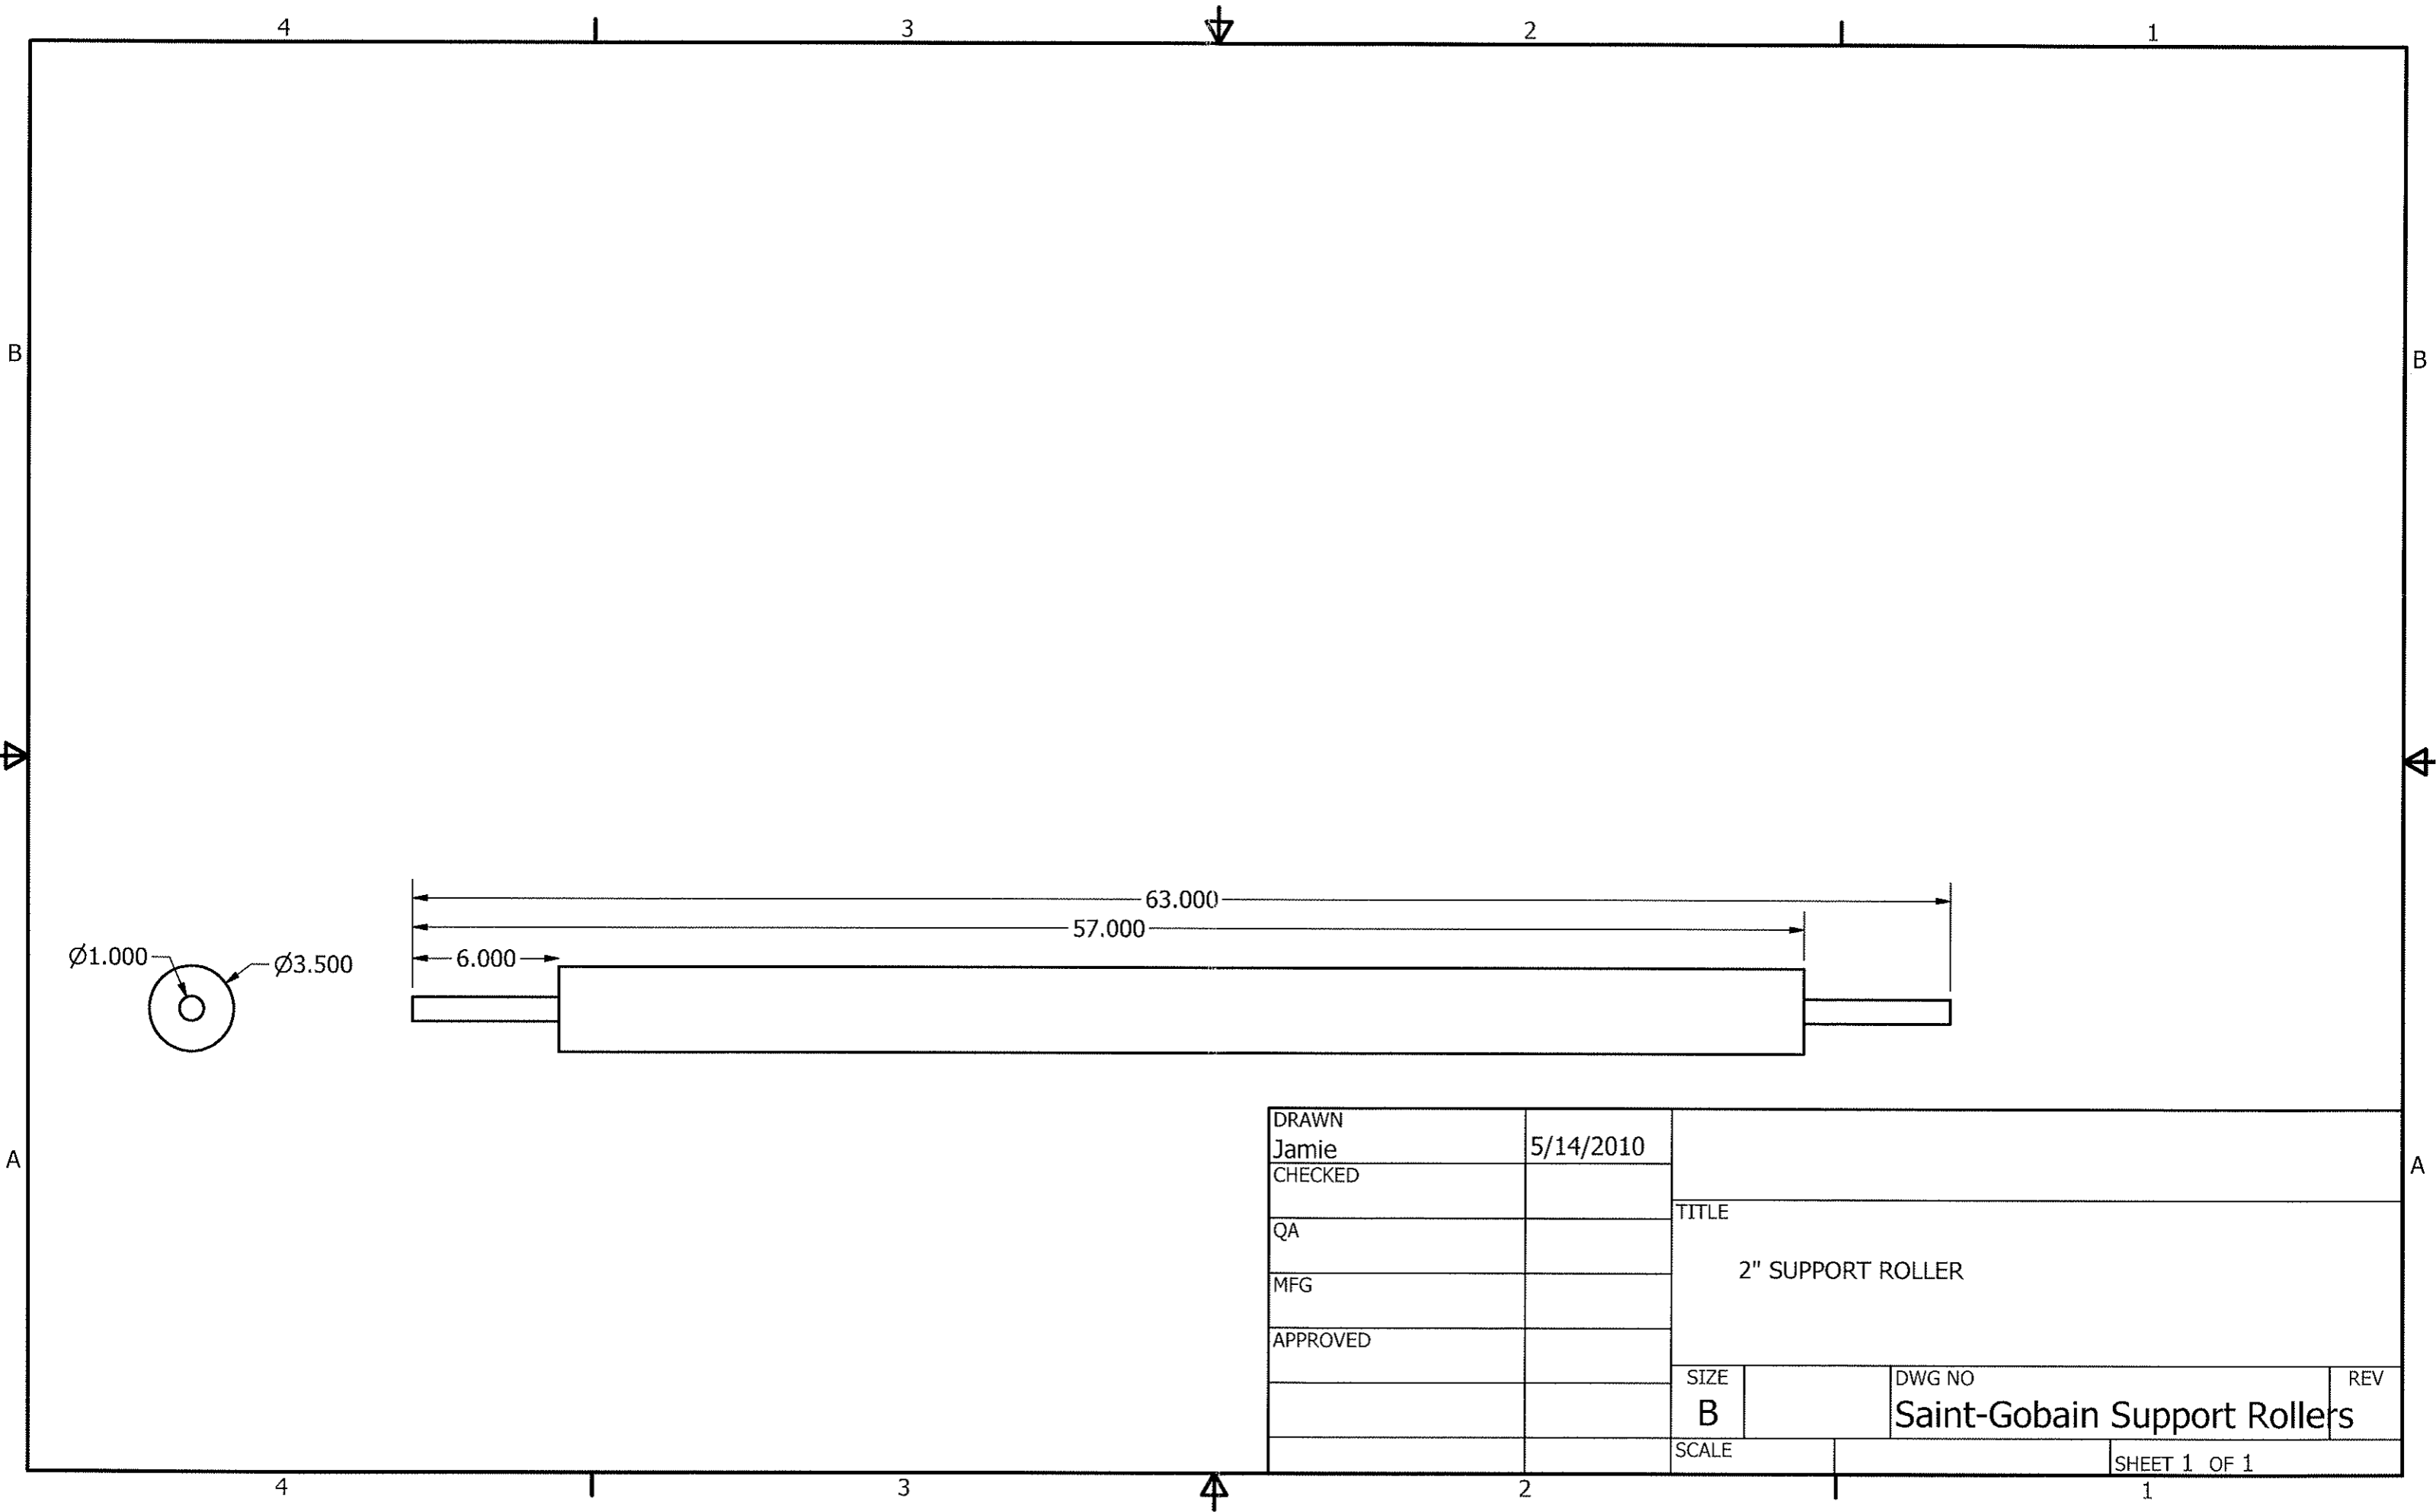 4 3 2 1
B B
63.000
57.000
6.000
Ø1.000
Ø3.500
A A
DRAWN
Jamie 5/14/2010
CHECKED
QA
MFG
APPROVED
TITLE
2" SUPPORT ROLLER
SIZE
B
DWG NO
Saint-Gobain Support Rollers
REV
SCALE
SHEET 1 OF 1
4 3 2 1